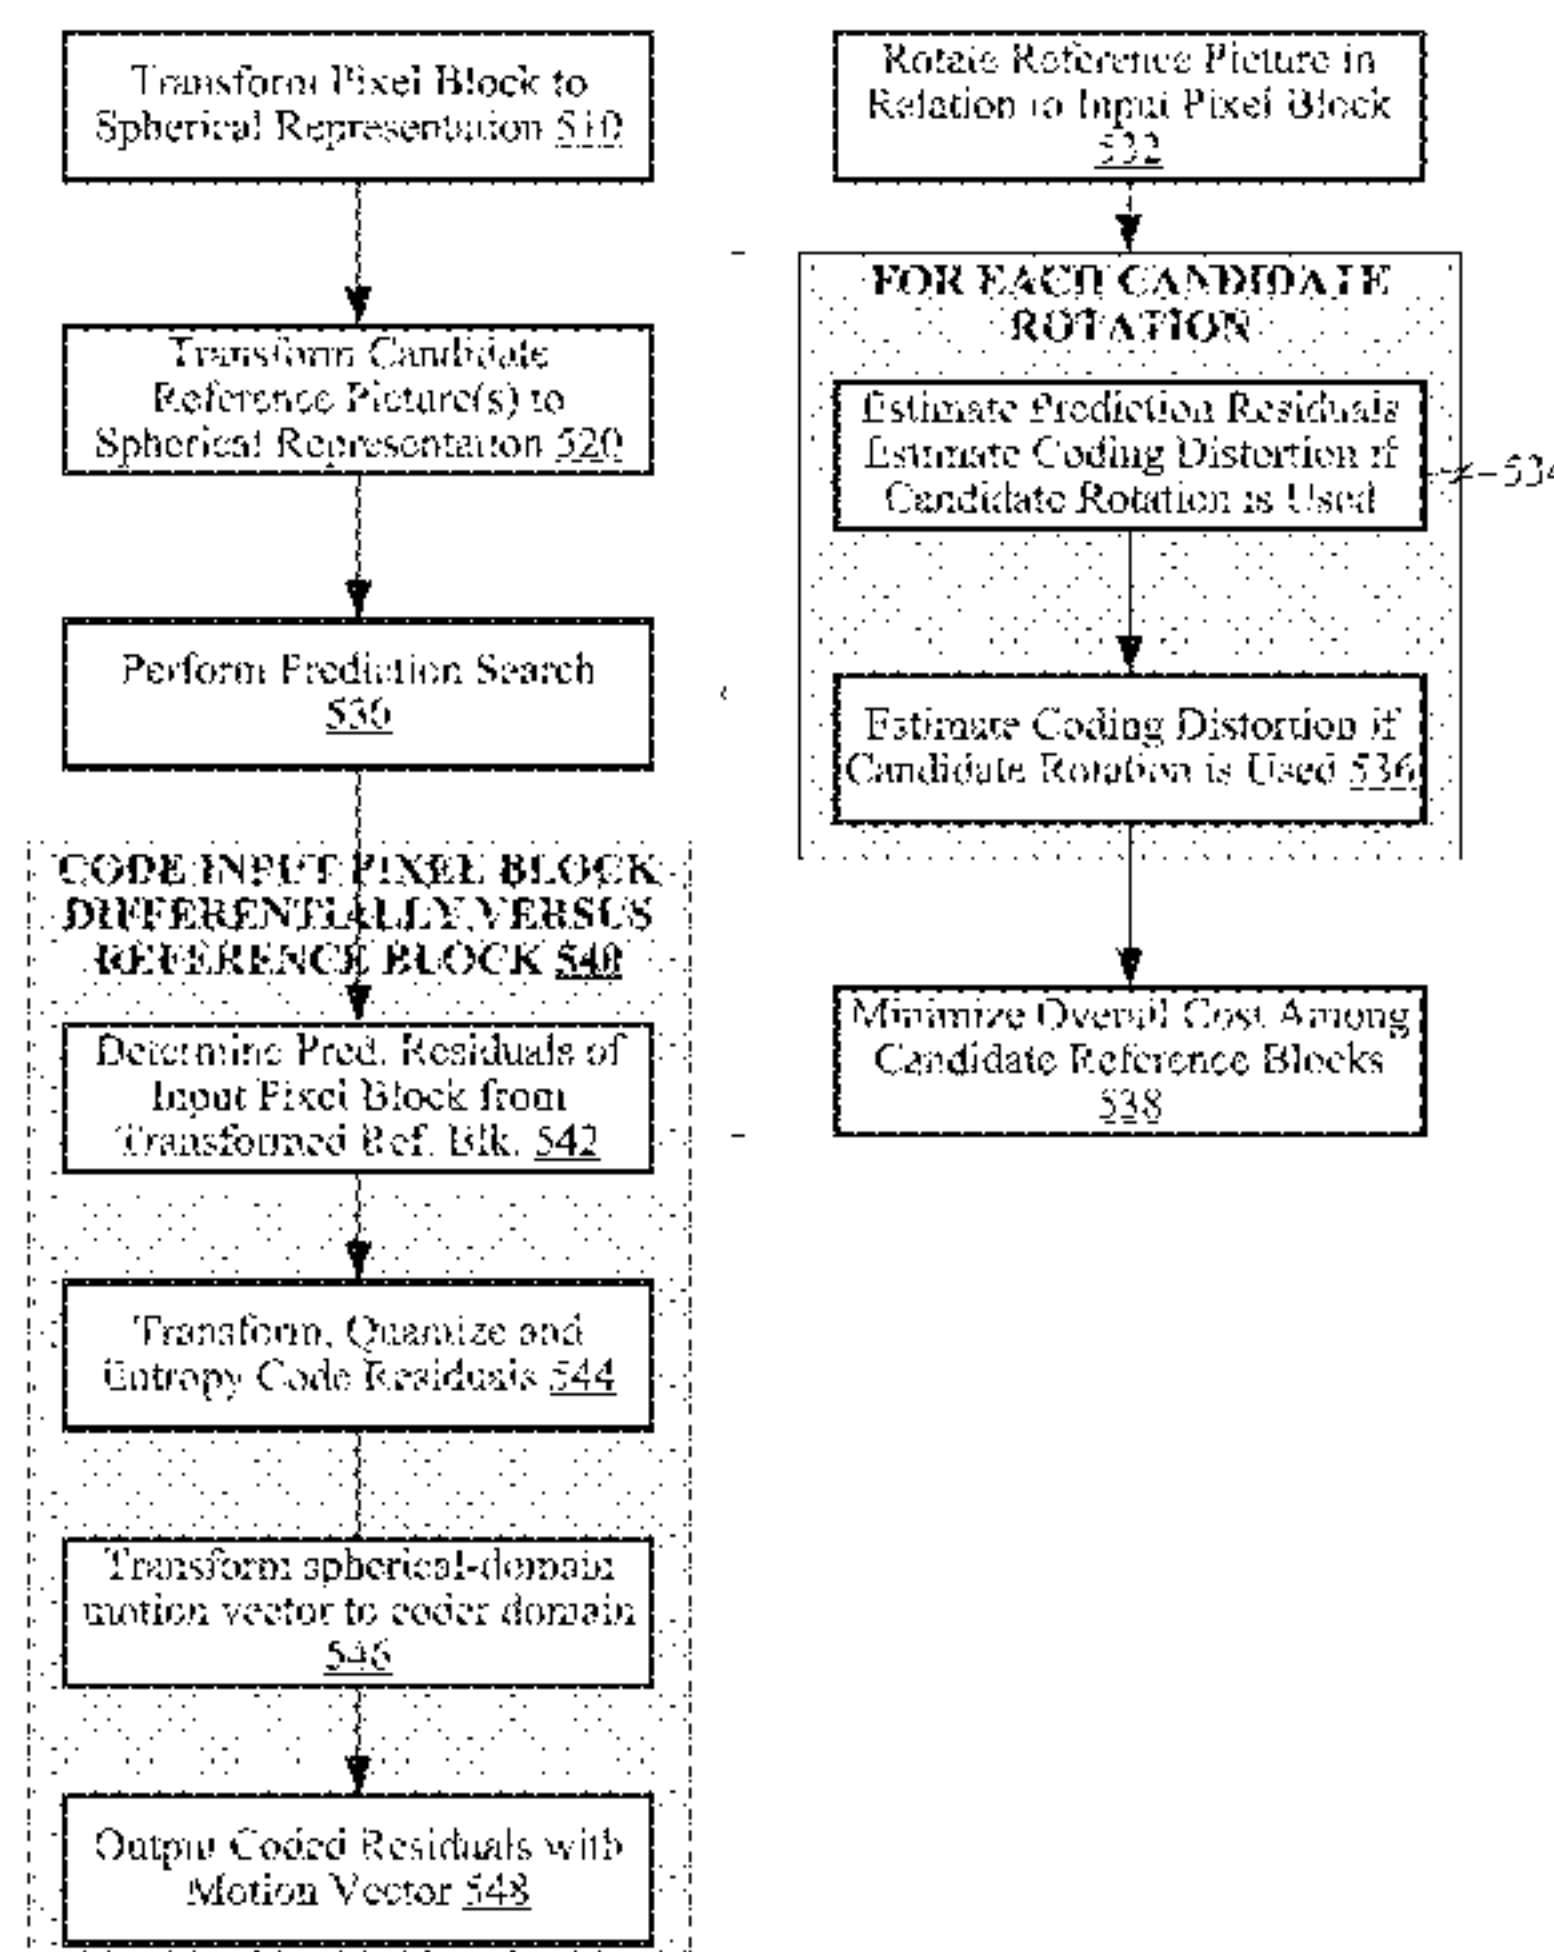 Transform Pixel Block to
Spherical Representation 510
Transform Candidate
Reference Picture(s) to
Spherical Representation 520
Perform Prediction Search
530
CODE INPUT PIXEL BLOCK
DIFFERENTIALLY VERSUS
REFERENCE BLOCK 540
Determine Pred. Residuals of
Input Pixel Block from
Transformed Ref. Blk. 542
Transform, Quantize and
Entropy Code Residuals 544
Transform spherical-domain
motion vector to coder domain
546
Output Coded Residuals with
Motion Vector 548
Rotate Reference Picture in
Relation to Input Pixel Block
532
FOR EACH CANDIDATE
ROTATION
Estimate Prediction Residuals
Estimate Coding Distortion if
Candidate Rotation is Used
534
Estimate Coding Distortion if
Candidate Rotation is Used 536
Minimize Overall Cost Among
Candidate Reference Blocks
538